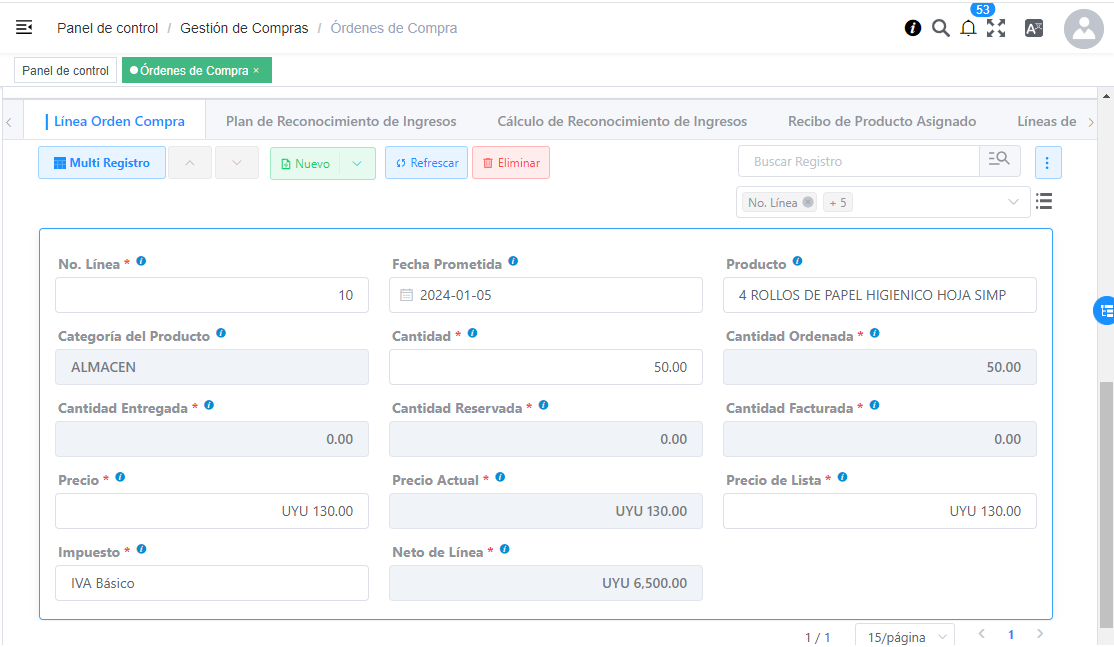 Panel de control / Gestión de Compras / Órdenes de Compra
53
Panel de control
Órdenes de Compra ×
Línea Orden Compra
Plan de Reconocimiento de Ingresos
Cálculo de Reconocimiento de Ingresos
Recibo de Producto Asignado
Líneas de
Multi Registro
Nuevo
Refrescar
Eliminar
Buscar Registro
No. Línea
+ 5
No. Línea * Fecha Prometida Producto
10 2024-01-05 4 ROLLOS DE PAPEL HIGIENICO HOJA SIMP
Categoría del Producto Cantidad * Cantidad Ordenada *
ALMACEN 50.00 50.00
Cantidad Entregada * Cantidad Reservada * Cantidad Facturada *
0.00 0.00 0.00
Precio * Precio Actual * Precio de Lista *
UYU 130.00 UYU 130.00 UYU 130.00
Impuesto * Neto de Línea *
IVA Básico UYU 6,500.00
1 / 1 15/página 1